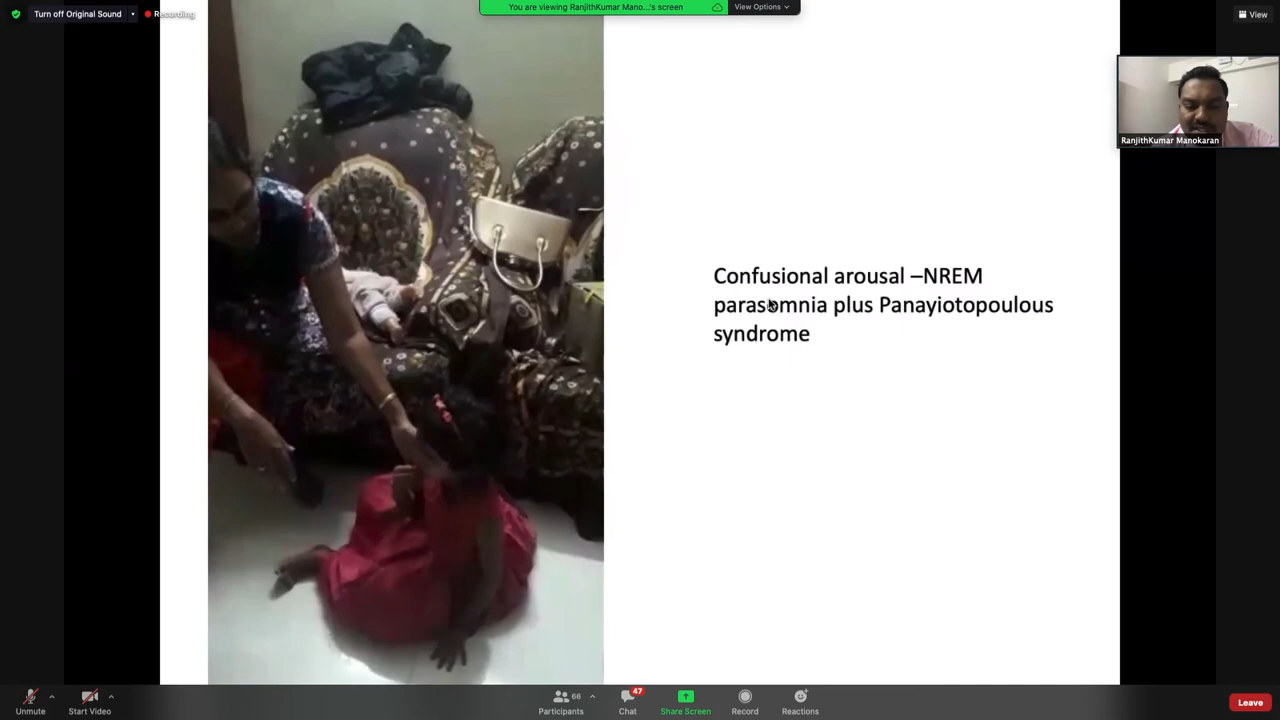 Turn off Original Sound
Recording
You are viewing RanjithKumar Mano...'s screen
View Options
View
RanjithKumar Manokaran
Confusional arousal –NREM
parasomnia plus Panayiotopoulous
syndrome
Unmute
Start Video
66
Participants
47
Chat
Share Screen
Record
Reactions
Leave